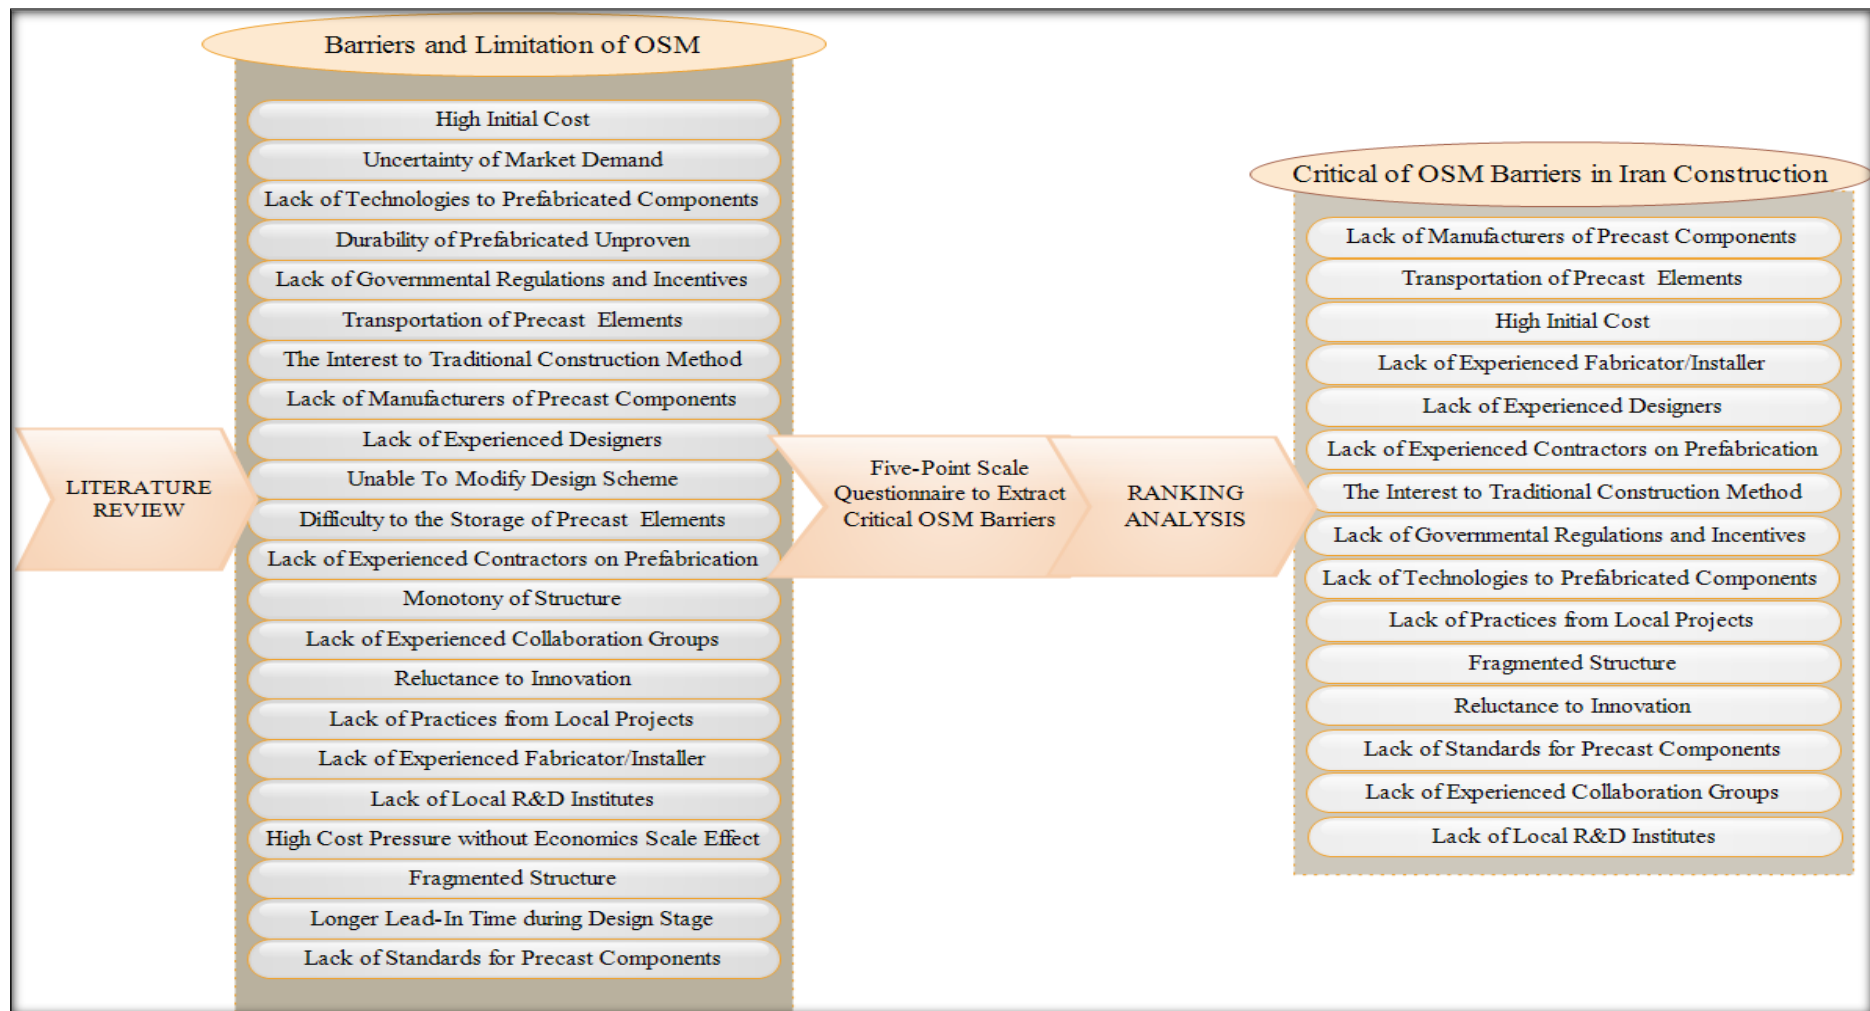 LITERATURE
REVIEW
Barriers and Limitation of OSM
High Initial Cost
Uncertainty of Market Demand
Lack of Technologies to Prefabricated Components
Durability of Prefabricated Unproven
Lack of Governmental Regulations and Incentives
Transportation of Precast Elements
The Interest to Traditional Construction Method
Lack of Manufacturers of Precast Components
Lack of Experienced Designers
Unable To Modify Design Scheme
Difficulty to the Storage of Precast Elements
Lack of Experienced Contractors on Prefabrication
Monotony of Structure
Lack of Experienced Collaboration Groups
Reluctance to Innovation
Lack of Practices from Local Projects
Lack of Experienced Fabricator/Installer
Lack of Local R&D Institutes
High Cost Pressure without Economics Scale Effect
Fragmented Structure
Longer Lead-In Time during Design Stage
Lack of Standards for Precast Components
Five-Point Scale
Questionnaire to Extract
Critical OSM Barriers
RANKING
ANALYSIS
Critical of OSM Barriers in Iran Construction
Lack of Manufacturers of Precast Components
Transportation of Precast Elements
High Initial Cost
Lack of Experienced Fabricator/Installer
Lack of Experienced Designers
Lack of Experienced Contractors on Prefabrication
The Interest to Traditional Construction Method
Lack of Governmental Regulations and Incentives
Lack of Technologies to Prefabricated Components
Lack of Practices from Local Projects
Fragmented Structure
Reluctance to Innovation
Lack of Standards for Precast Components
Lack of Experienced Collaboration Groups
Lack of Local R&D Institutes